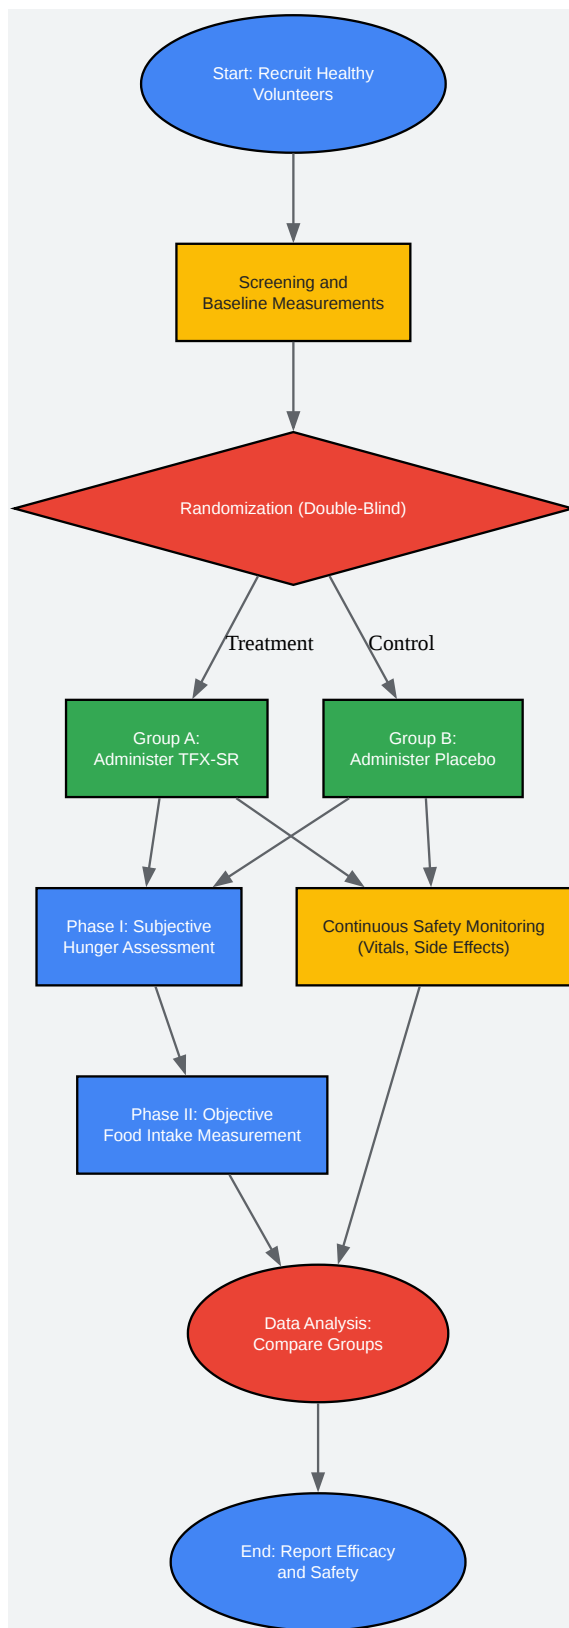 Start: Recruit Healthy
Volunteers
Screening and
Baseline Measurements
Randomization (Double-Blind)
Treatment
Control
Group A:
Administer TFX-SR
Group B:
Administer Placebo
Phase I: Subjective
Hunger Assessment
Continuous Safety Monitoring
(Vitals, Side Effects)
Phase II: Objective
Food Intake Measurement
Data Analysis:
Compare Groups
End: Report Efficacy
and Safety